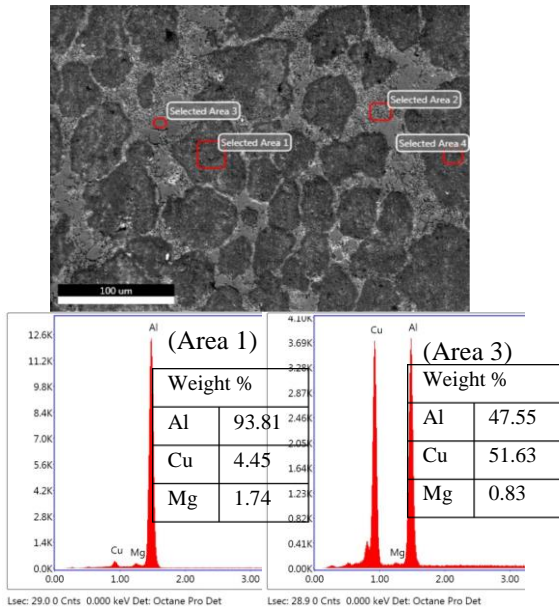 Selected Area 3
Selected Area 2
Selected Area 1
Selected Area 4
100 um
12.6K
11.2K
9.8K
8.4K
7.0K
5.6K
4.2K
2.8K
1.4K
0.0K
0.00
1.00
2.00
3.00
Al
Cu
Mg
(Area 1)
Weight %
Al 93.81
Cu 4.45
Mg 1.74
Lsec: 29.0 0 Cnts 0.000 keV Det: Octane Pro Det
4.10K
3.69K
3.28K
2.87K
2.46K
2.05K
1.64K
1.23K
0.82K
0.41K
0.00K
0.00
1.00
2.00
3.00
Cu
Al
Mg
(Area 3)
Weight %
Al 47.55
Cu 51.63
Mg 0.83
Lsec: 28.9 0 Cnts 0.000 keV Det: Octane Pro Det